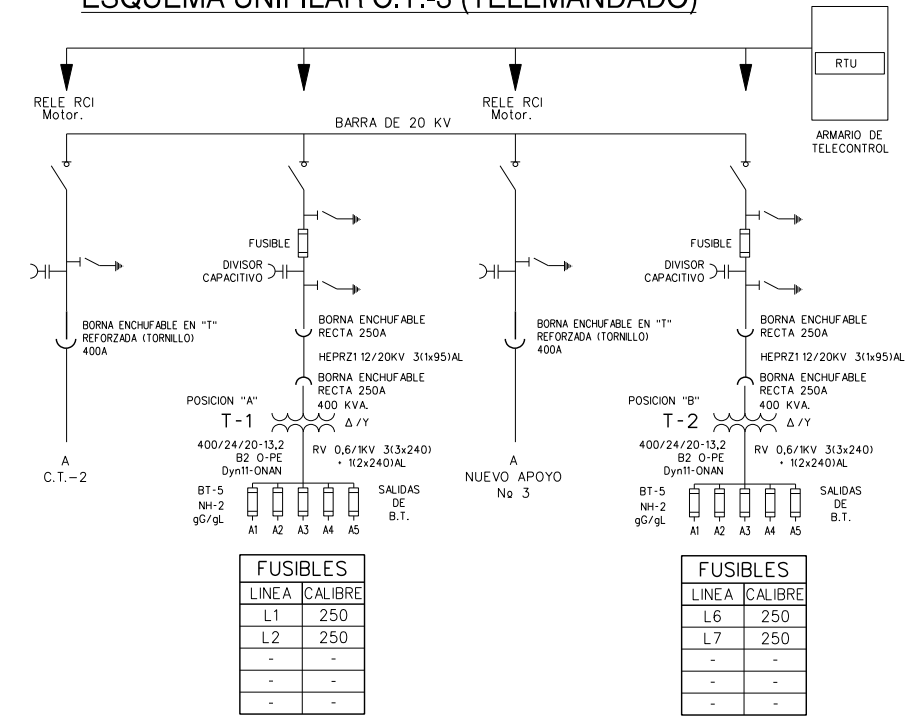 ESQUEMA UNIFILAR C.T.-3 (TELEMANDADO)
RTU
ARMARIO DE
TELECONTROL
RELE RCI
Motor.
RELE RCI
Motor.
BARRA DE 20 KV
FUSIBLE
DIVISOR
CAPACITIVO
FUSIBLE
DIVISOR
CAPACITIVO
BORNA ENCHUFABLE EN "T"
REFORZADA (TORNILLO)
400A
BORNA ENCHUFABLE
RECTA 250A
HEPRZ1 12/20KV 3(1x95)AL
BORNA ENCHUFABLE
RECTA 250A
400 KVA.
POSICION "A"
T-1
Δ/Y
400/24/20-13,2
B2 O-PE
Dyn11-ONAN
RV 0,6/1KV 3(3x240)
+ 1(2x240)AL
A
C.T.-2
BT-5
NH-2
gG/gL
A1 A2 A3 A4 A5
SALIDAS
DE
B.T.
BORNA ENCHUFABLE EN "T"
REFORZADA (TORNILLO)
400A
BORNA ENCHUFABLE
RECTA 250A
HEPRZ1 12/20KV 3(1x95)AL
BORNA ENCHUFABLE
RECTA 250A
400 KVA.
POSICION "B"
T-2
Δ/Y
400/24/20-13,2
B2 O-PE
Dyn11-ONAN
RV 0,6/1KV 3(3x240)
+ 1(2x240)AL
A
NUEVO APOYO
Nº 3
BT-5
NH-2
gG/gL
A1 A2 A3 A4 A5
SALIDAS
DE
B.T.
FUSIBLES
LINEA CALIBRE
L1 250
L2 250
- -
- -
- -
FUSIBLES
LINEA CALIBRE
L6 250
L7 250
- -
- -
- -